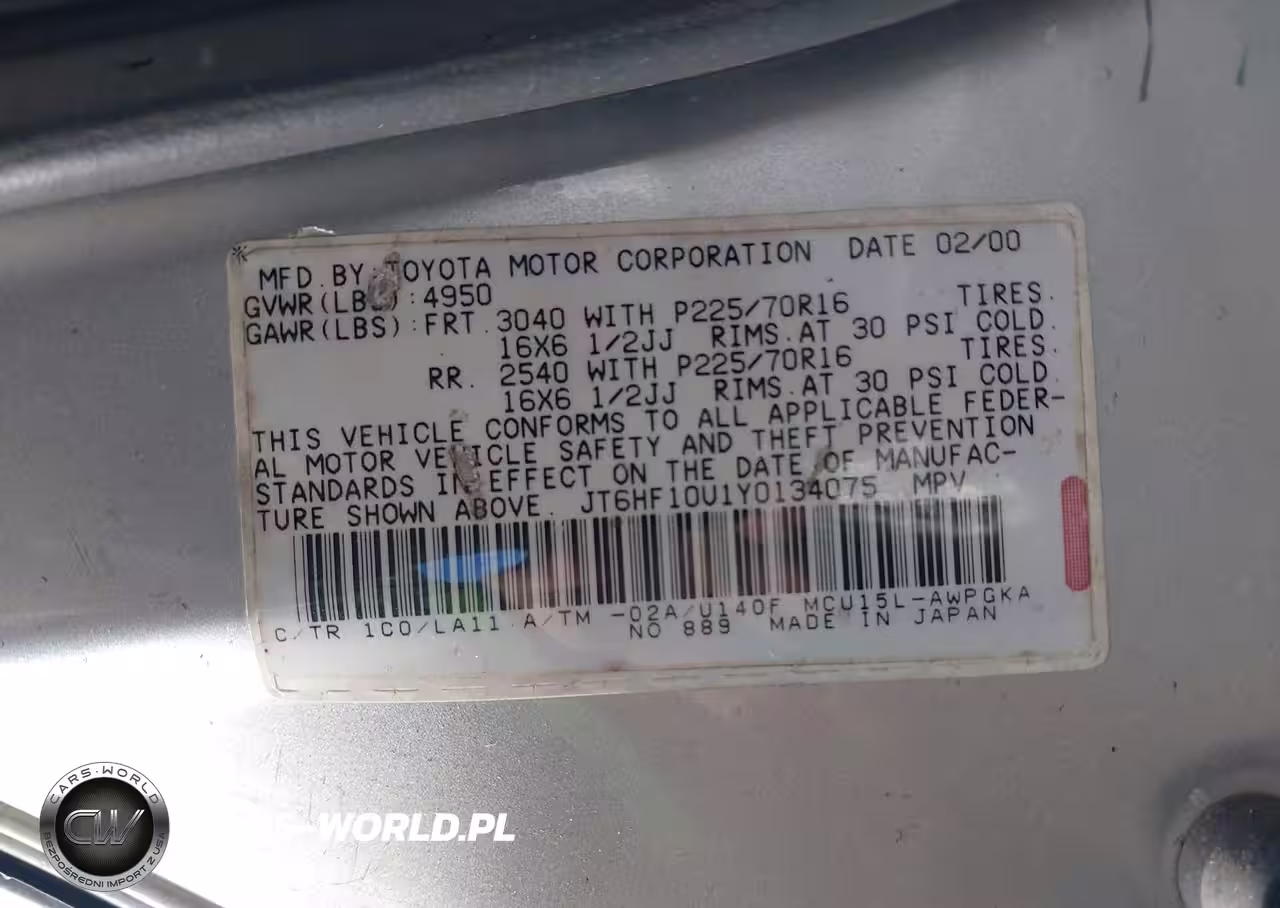 MFD. BY TOYOTA MOTOR CORPORATION DATE 02/00
GVWR(LBS): 4950
GAWR(LBS): FRT. 3040 WITH P225/70R16 TIRES.
16X6 1/2JJ RIMS. AT 30 PSI COLD.
RR. 2540 WITH P225/70R16 TIRES.
16X6 1/2JJ RIMS. AT 30 PSI COLD.
THIS VEHICLE CONFORMS TO ALL APPLICABLE FEDER-
AL MOTOR VEHICLE SAFETY AND THEFT PREVENTION
STANDARDS IN EFFECT ON THE DATE OF MANUFAC-
TURE SHOWN ABOVE. JT6HF10U1Y0134075 MPV
C/TR 1C0/LA11 A/TM -02A/U140F MCU15L-AWPGKA
NO 889 MADE IN JAPAN
CARS-WORLD
CW
BEZPOŚREDNI IMPORT Z USA
S-WORLD.PL